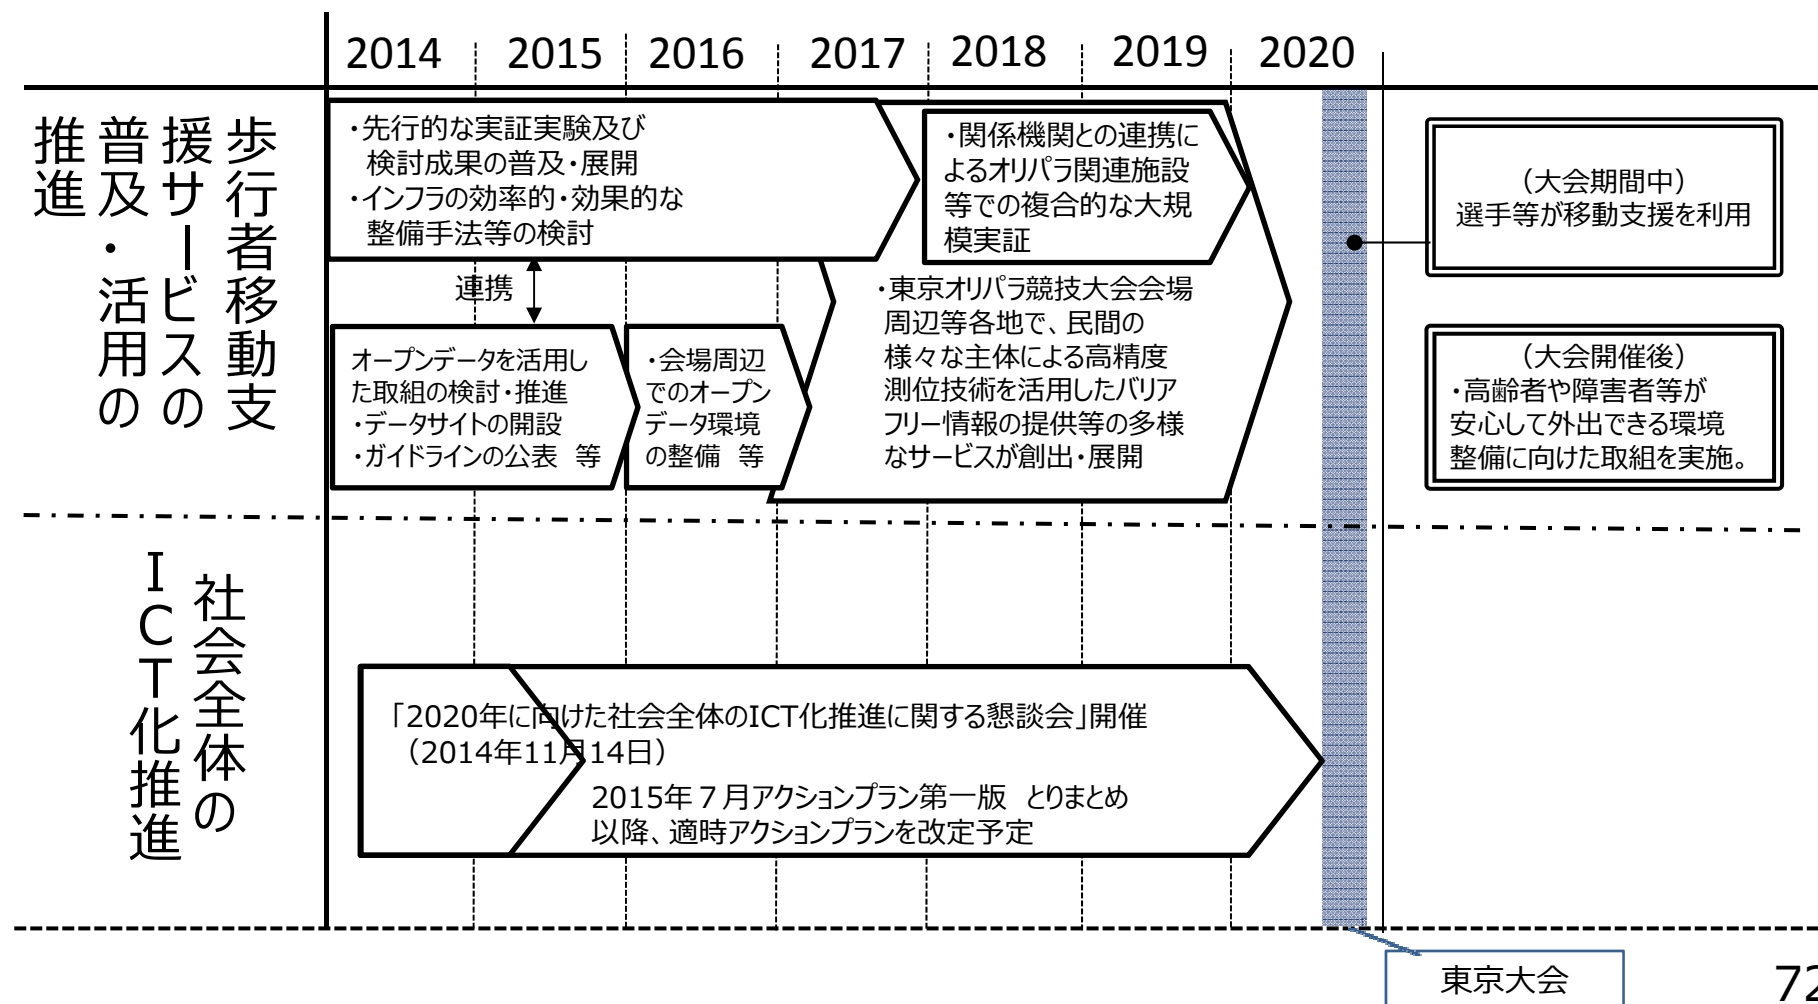 2014 2015 2016 2017 2018 2019 2020
歩行者移動支
援サービスの
普及・活用の
推進
・先行的な実証実験及び
検討成果の普及・展開
・インフラの効率的・効果的な
整備手法等の検討
連携
オープンデータを活用し
た取組の検討・推進
・データサイトの開設
・ガイドラインの公表　等
・会場周辺
でのオープン
データ環境
の整備　等
・関係機関との連携に
よるオリパラ関連施設
等での複合的な大規
模実証
・東京オリパラ競技大会会場
周辺等各地で、民間の
様々な主体による高精度
測位技術を活用したバリア
フリー情報の提供等の多様
なサービスが創出・展開
（大会期間中）
選手等が移動支援を利用
（大会開催後）
・高齢者や障害者等が
安心して外出できる環境
整備に向けた取組を実施。
社会全体の
ＩＣＴ化推進
「2020年に向けた社会全体のICT化推進に関する懇談会」開催
（2014年11月14日）
2015年７月アクションプラン第一版　とりまとめ
以降、適時アクションプランを改定予定
東京大会
72